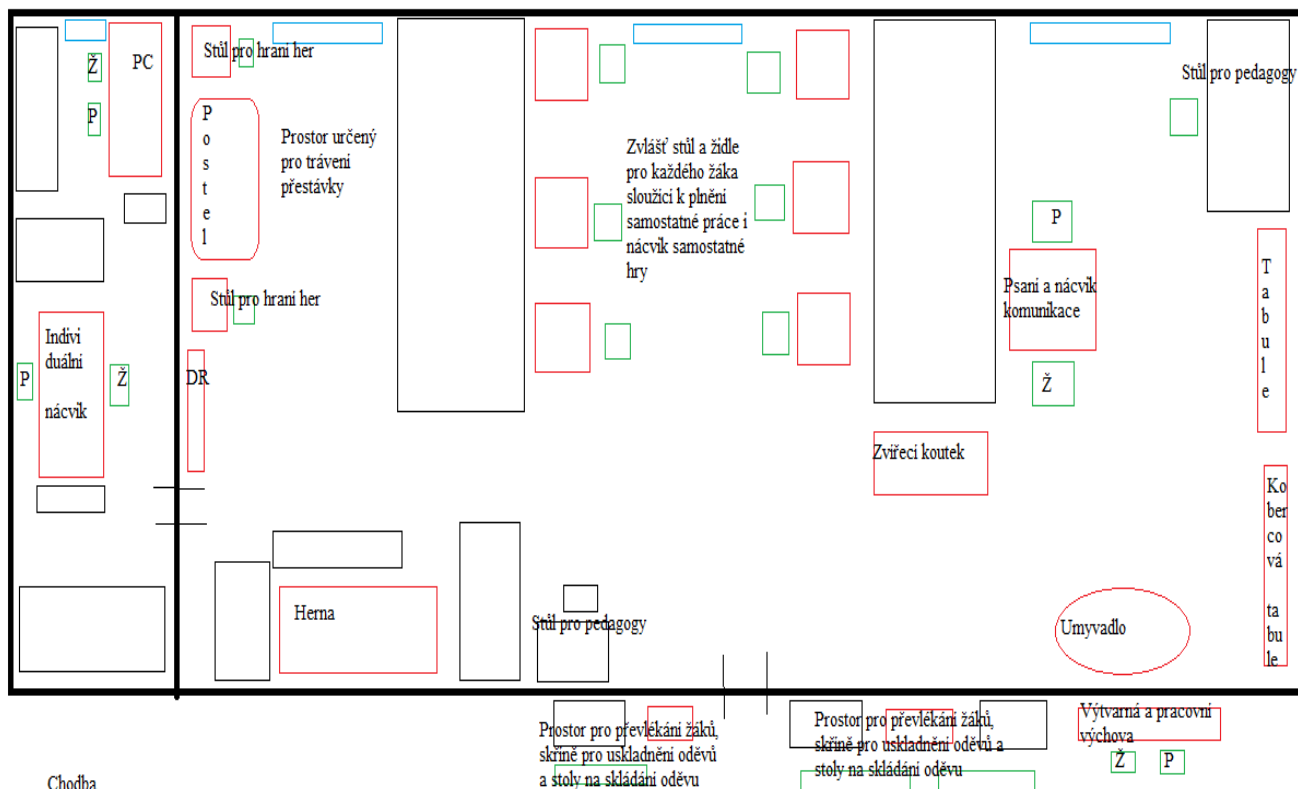 Ž
PC
P
Indivi
duální
nácvik
P
Ž
Stůl pro hraní her
P
o
s
t
e
l
Prostor určený
pro trávení
přestávky
Stůl pro hraní her
DR
Herna
Zvlášť stůl a židle
pro každého žáka
sloužící k plnění
samostatné práce i
nácvik samostatné
hry
Stůl pro pedagogy
Stůl pro pedagogy
P
Psaní a nácvik
komunikace
Ž
Zvířecí koutek
T
a
b
u
l
e
Ko
ber
co
vá
ta
bu
le
Umyvadlo
Prostor pro převlékání žáků,
skříně pro uskladnění oděvů
a stoly na skládání oděvu
Prostor pro převlékání žáků,
skříně pro uskladnění oděvů a
stoly na skládání oděvu
Výtvarná a pracovní
výchova
Ž
P
Chodba